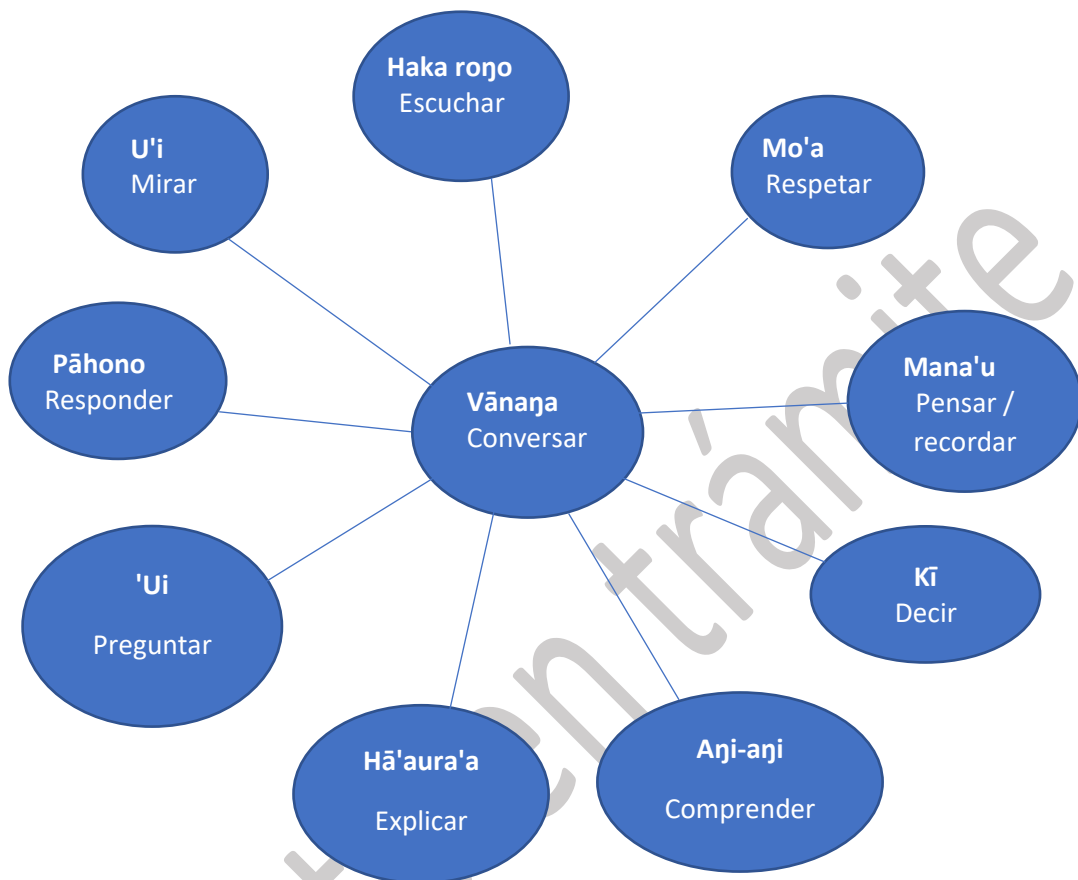 Haka roŋo
Escuchar
U'i
Mirar
Mo'a
Respetar
Pāhono
Responder
Vānaŋa
Conversar
Mana'u
Pensar /
recordar
'Ui
Preguntar
Kī
Decir
Hā'aura'a
Explicar
Aŋi-aŋi
Comprender
en trámite